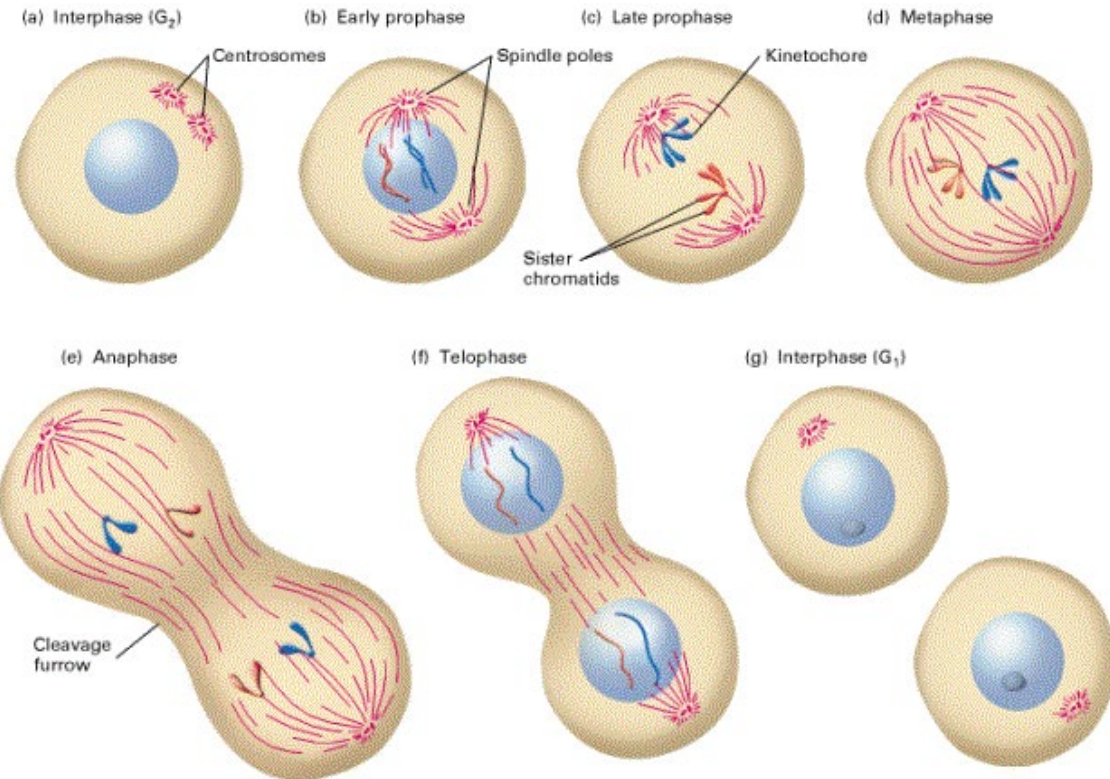 (a) Interphase (G₂)
(b) Early prophase
(c) Late prophase
(d) Metaphase
Centrosomes
Spindle poles
Kinetochore
Sister
chromatids
(e) Anaphase
(f) Telophase
(g) Interphase (G₁)
Cleavage
furrow